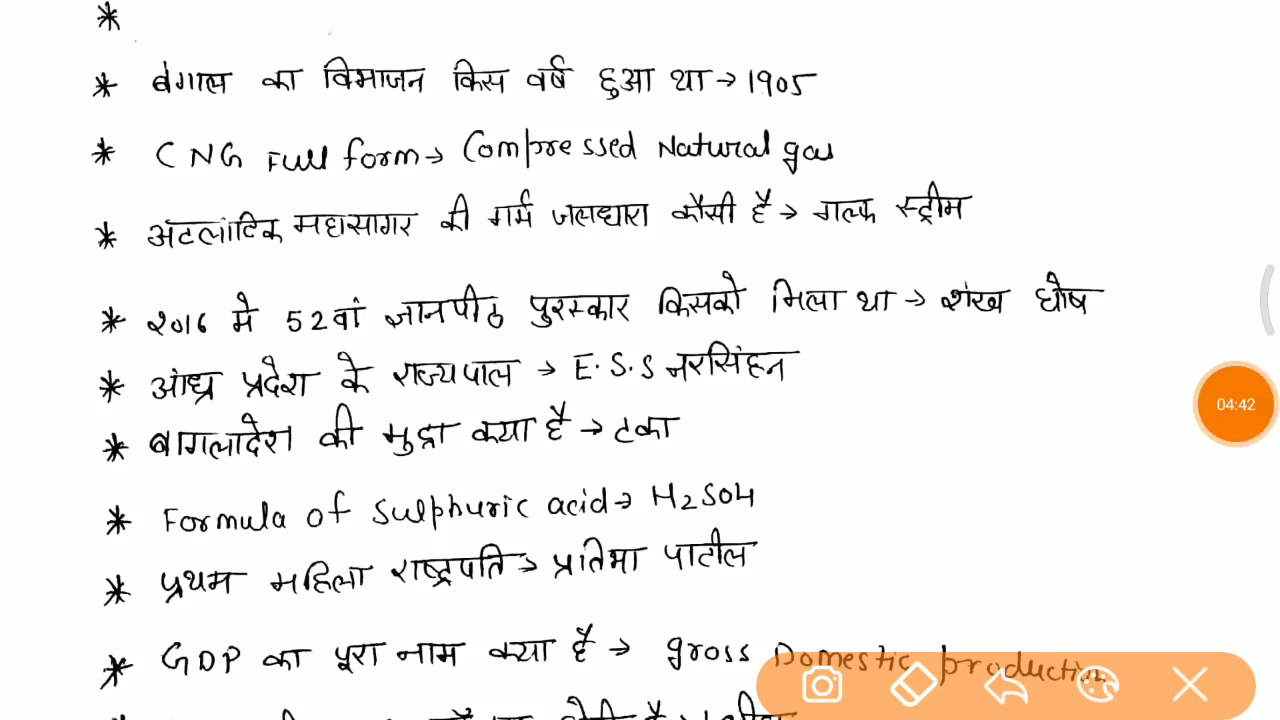 *
* बंगाल का विभाजन किस वर्ष हुआ था → 1905
* CNG Full form → Compressed Natural gas
* अटलांटिक महासागर की गर्म जलधारा कौसी है → गल्फ स्ट्रीम
* २०१६ मे 52वां ज्ञानपीठ पुरस्कार किसको मिला था → शंख घोष
* आंध्र प्रदेश के राज्यपाल → E.S.S नरसिंहन
04:42
* बागलादेश की मुद्रा क्या है → टका
* Formula of Sulphuric acid → H2SO4
* प्रथम महिला राष्ट्रपति → प्रतिमा पाटील
* GDP का पूरा नाम क्या है → gross Domestic production